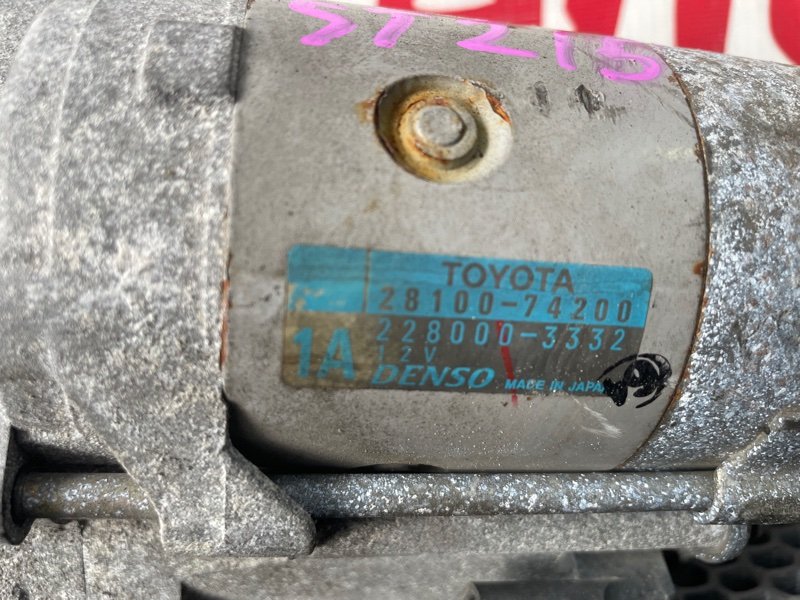 ST215
TOYOTA
28100-74200
228000-3332
1A
12V
DENSO MADE IN JAPAN